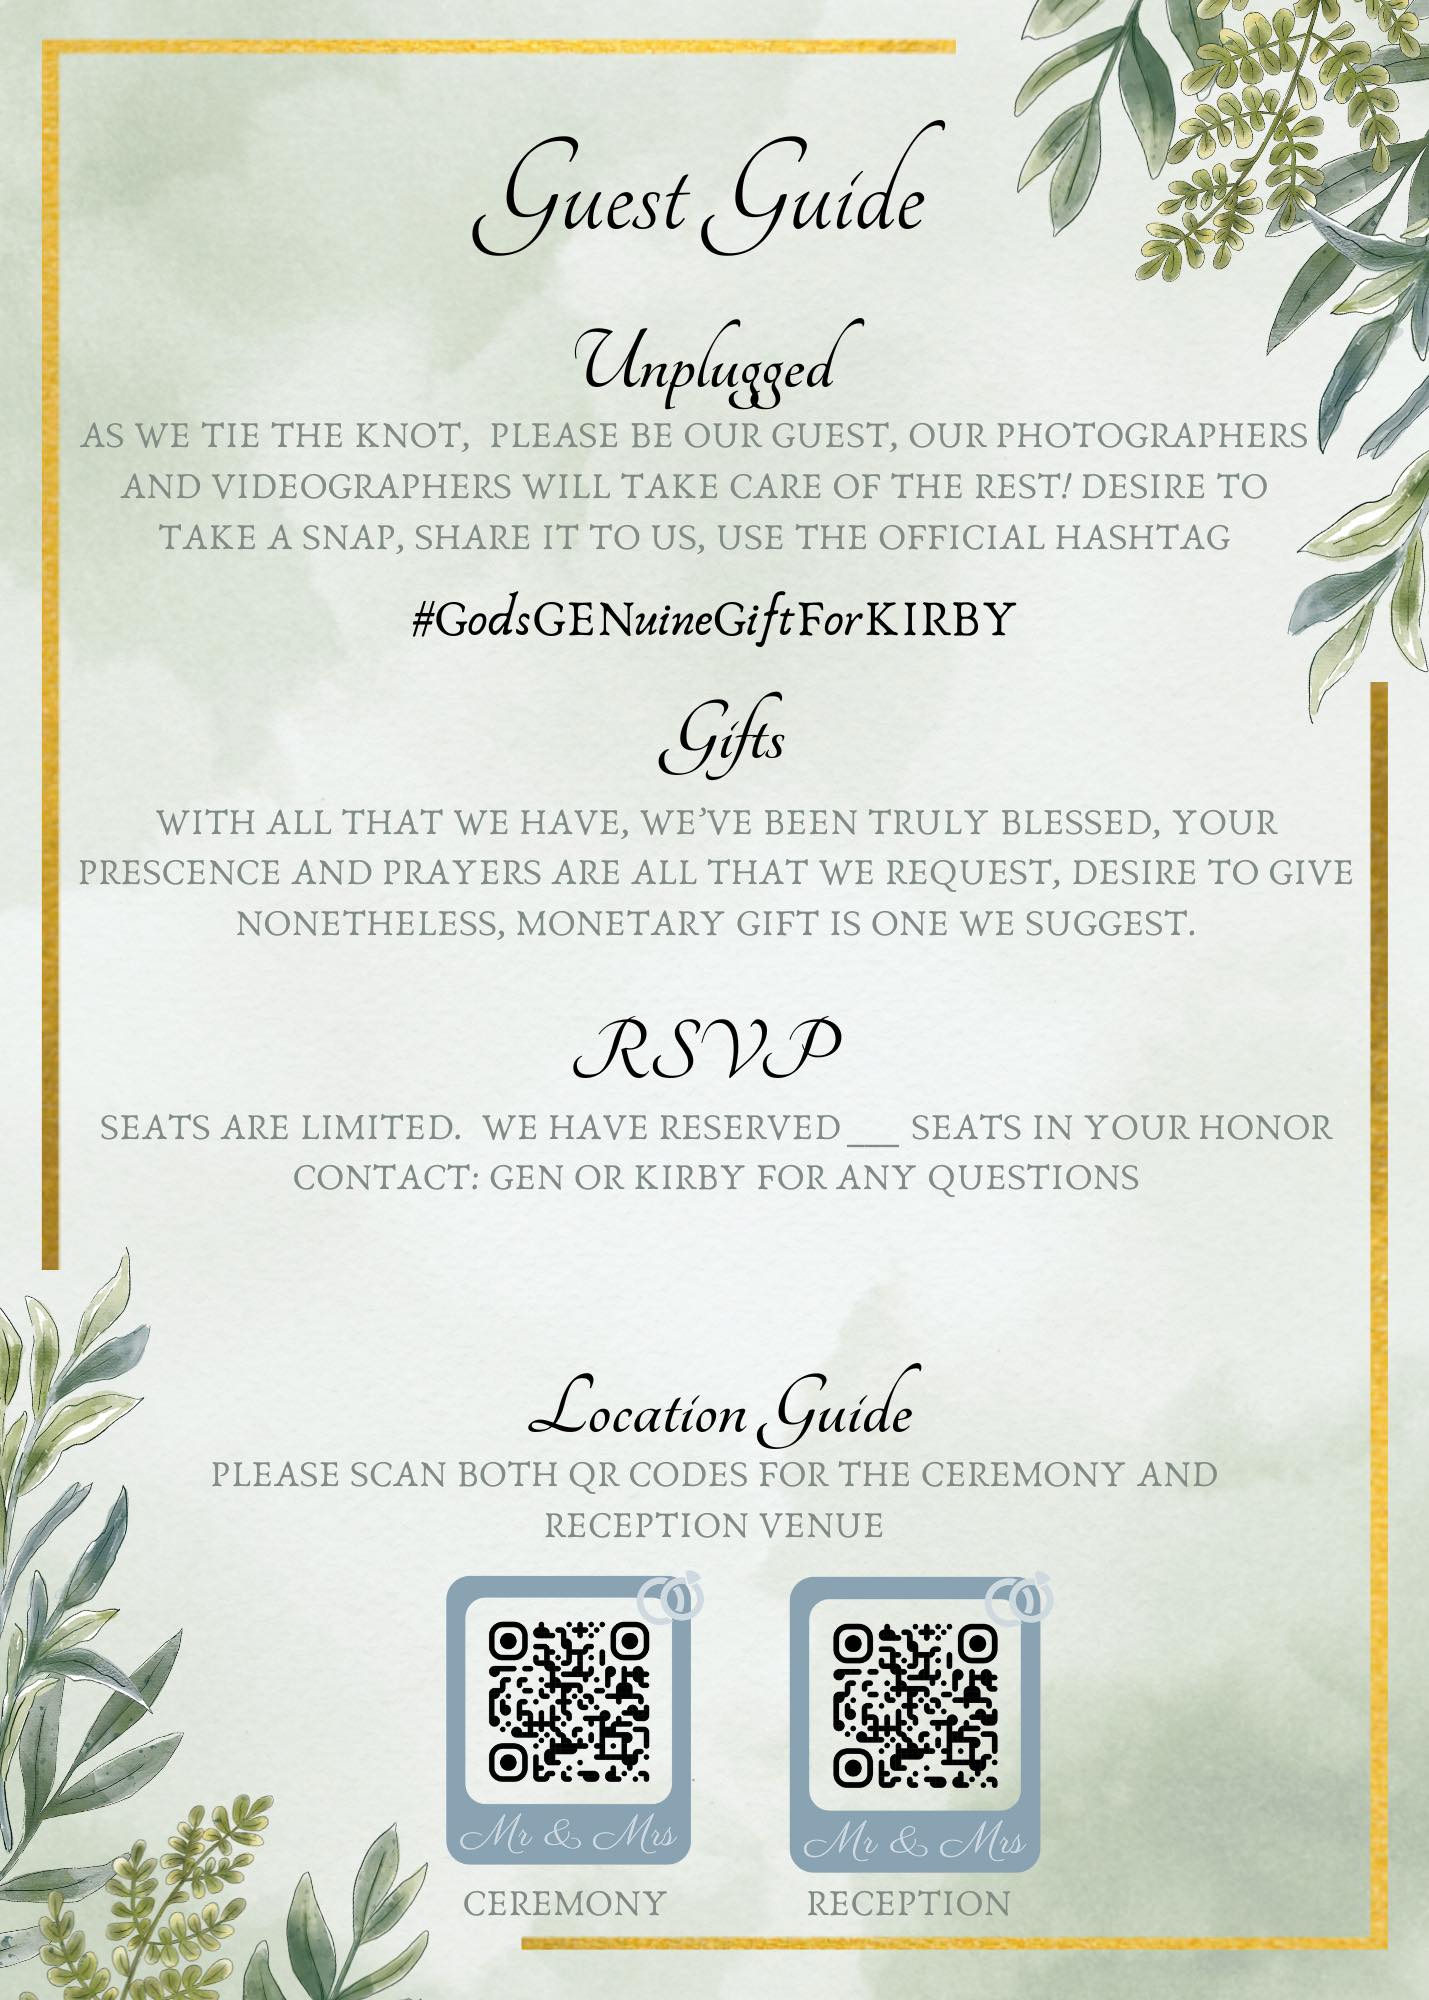 Guest Guide
Unplugged
AS WE TIE THE KNOT, PLEASE BE OUR GUEST, OUR PHOTOGRAPHERS
AND VIDEOGRAPHERS WILL TAKE CARE OF THE REST! DESIRE TO
TAKE A SNAP, SHARE IT TO US, USE THE OFFICIAL HASHTAG
#GodsGENuineGiftForKIRBY
Gifts
WITH ALL THAT WE HAVE, WE'VE BEEN TRULY BLESSED, YOUR
PRESCENCE AND PRAYERS ARE ALL THAT WE REQUEST, DESIRE TO GIVE
NONETHELESS, MONETARY GIFT IS ONE WE SUGGEST.
RSVP
SEATS ARE LIMITED. WE HAVE RESERVED ___ SEATS IN YOUR HONOR
CONTACT: GEN OR KIRBY FOR ANY QUESTIONS
Location Guide
PLEASE SCAN BOTH QR CODES FOR THE CEREMONY AND
RECEPTION VENUE
Mr & Mrs
Mr & Mrs
CEREMONY
RECEPTION